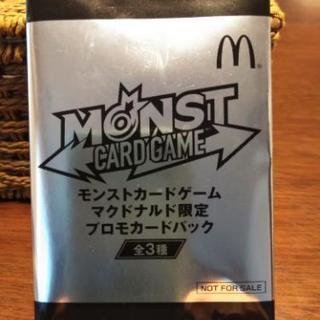 MONST
CARD GAME
モンストカードゲーム
マクドナルド限定
プロモカードパック
全3種
NOT FOR SALE